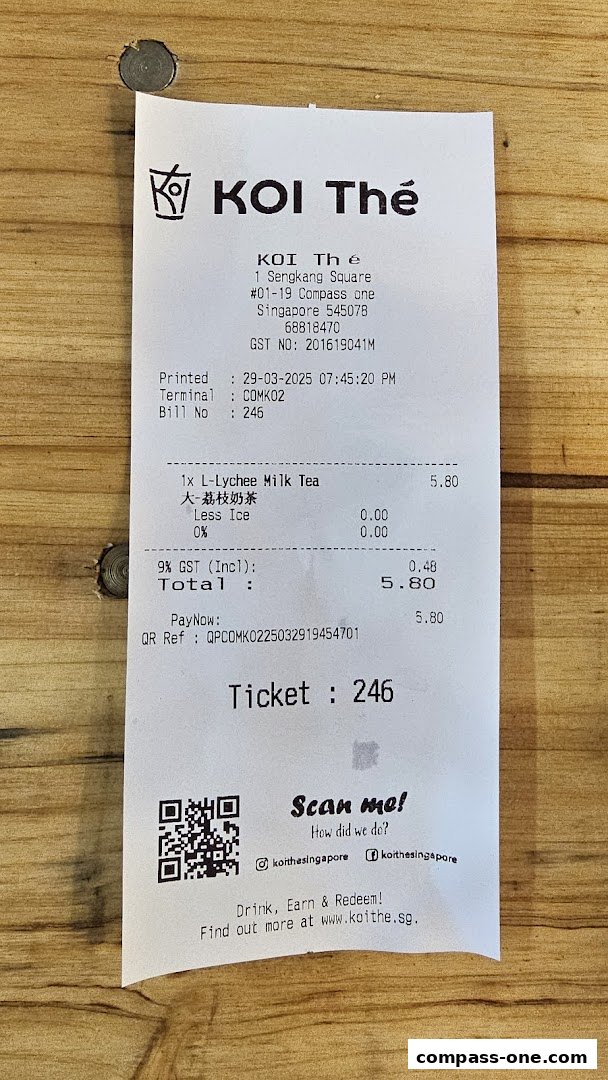 Ko KOI Thé
KOI Th é
1 Sengkang Square
#01-19 Compass one
Singapore 545078
68818470
GST NO: 201619041M
Printed : 29-03-2025 07:45:20 PM
Terminal : COMK02
Bill No : 246
1x L-Lychee Milk Tea 5.80
大-荔枝奶茶
Less Ice 0.00
0% 0.00
9% GST (Incl): 0.48
Total : 5.80
PayNow: 5.80
QR Ref : QPCOMK0225032919454701
Ticket : 246
Scan me!
How did we do?
koithesingapore koithesingapore
Drink, Earn & Redeem!
Find out more at www.koithe.sg.
compass-one.com